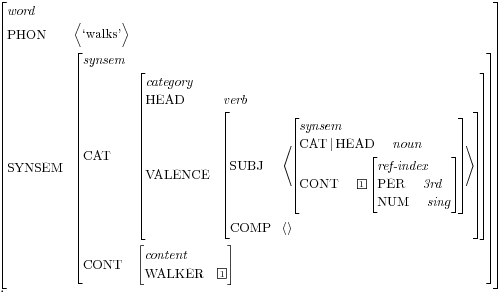 word
PHON ⟨‘walks’⟩
synsem
category
HEAD verb
synsem
CAT|HEAD noun
CAT
ref-index
SUBJ
SYNSEM
VALENCE
CONT 1 PER 3rd
NUM sing
COMP ⟨⟩
content
CONT
WALKER 1